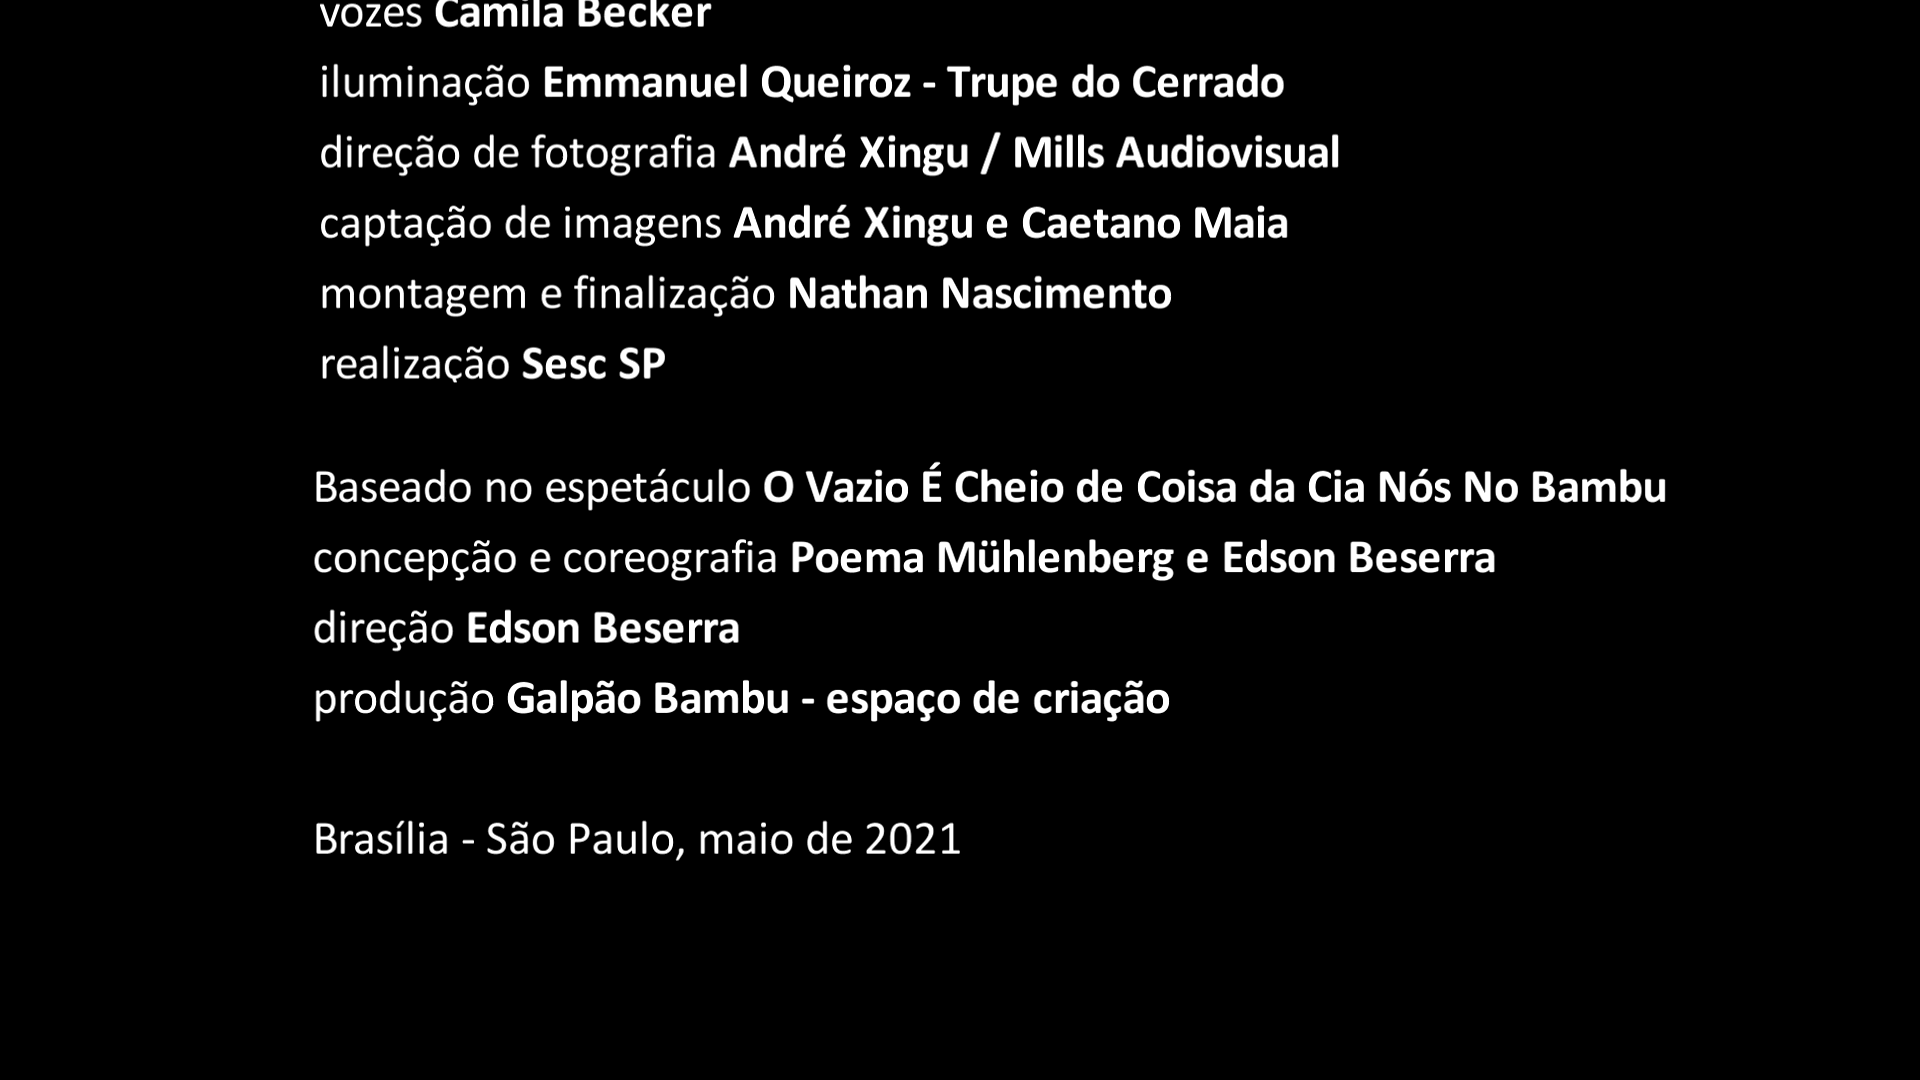 vozes Camila Becker
iluminação Emmanuel Queiroz - Trupe do Cerrado
direção de fotografia André Xingu / Mills Audiovisual
captação de imagens André Xingu e Caetano Maia
montagem e finalização Nathan Nascimento
realização Sesc SP
Baseado no espetáculo O Vazio É Cheio de Coisa da Cia Nós No Bambu
concepção e coreografia Poema Mühlenberg e Edson Beserra
direção Edson Beserra
produção Galpão Bambu - espaço de criação
Brasília - São Paulo, maio de 2021